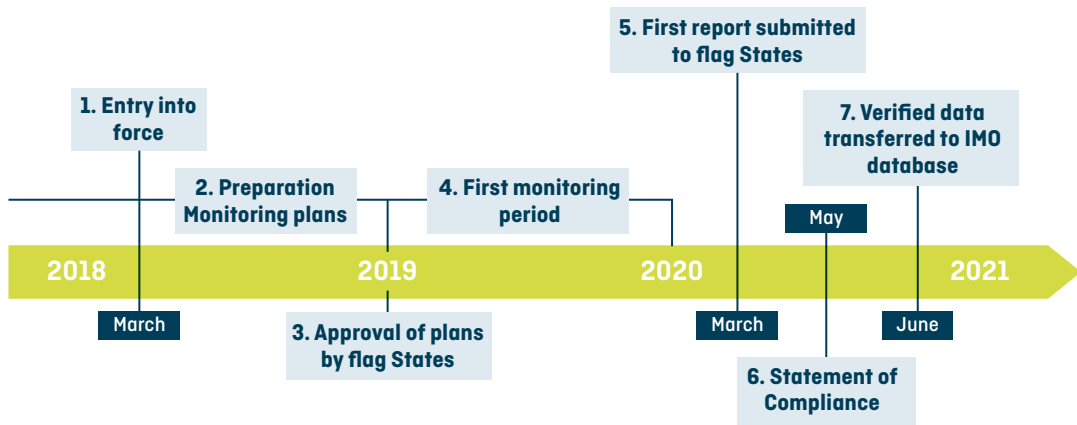 5. First report submitted
to flag States
1. Entry into
force
7. Verified data
transferred to IMO
database
2. Preparation
Monitoring plans
4. First monitoring
period
May
2018
2019
2020
2021
March
3. Approval of plans
by flag States
March
June
6. Statement of
Compliance